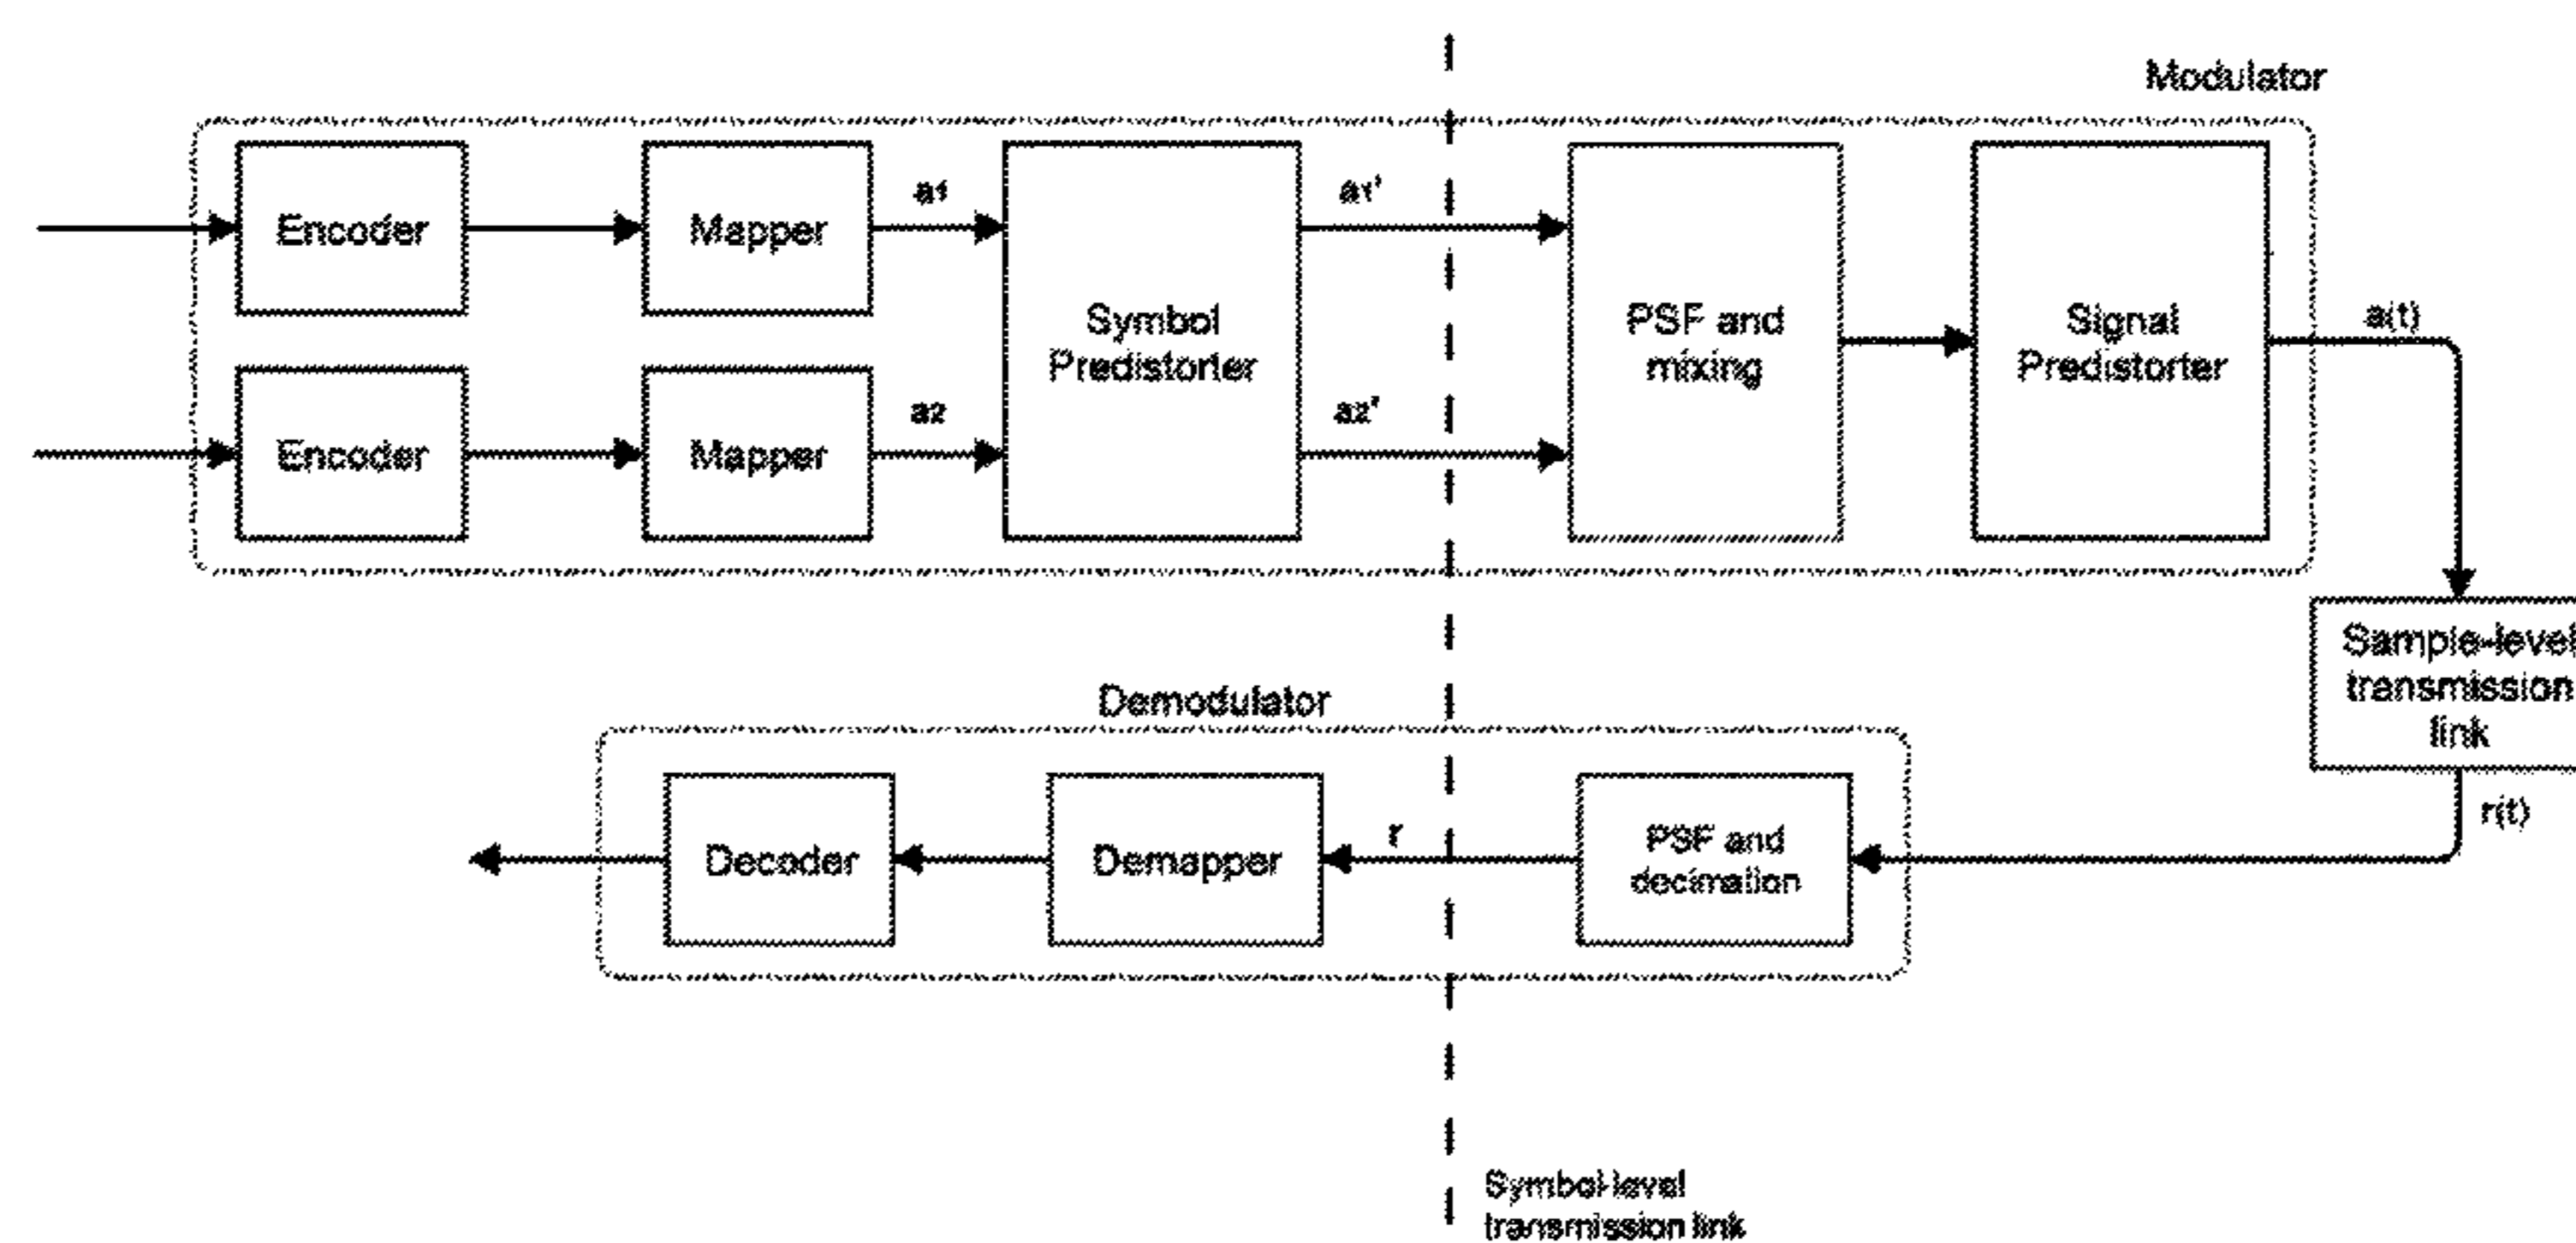 Modulator
Encoder
Mapper
a1
Symbol
Predistorter
a1'
PSF and
mixing
Signal
Predistorter
a(t)
Encoder
Mapper
a2
a2'
Sample-level
transmission
link
r(t)
Demodulator
Decoder
Demapper
r
PSF and
decimation
Symbol-level
transmission link